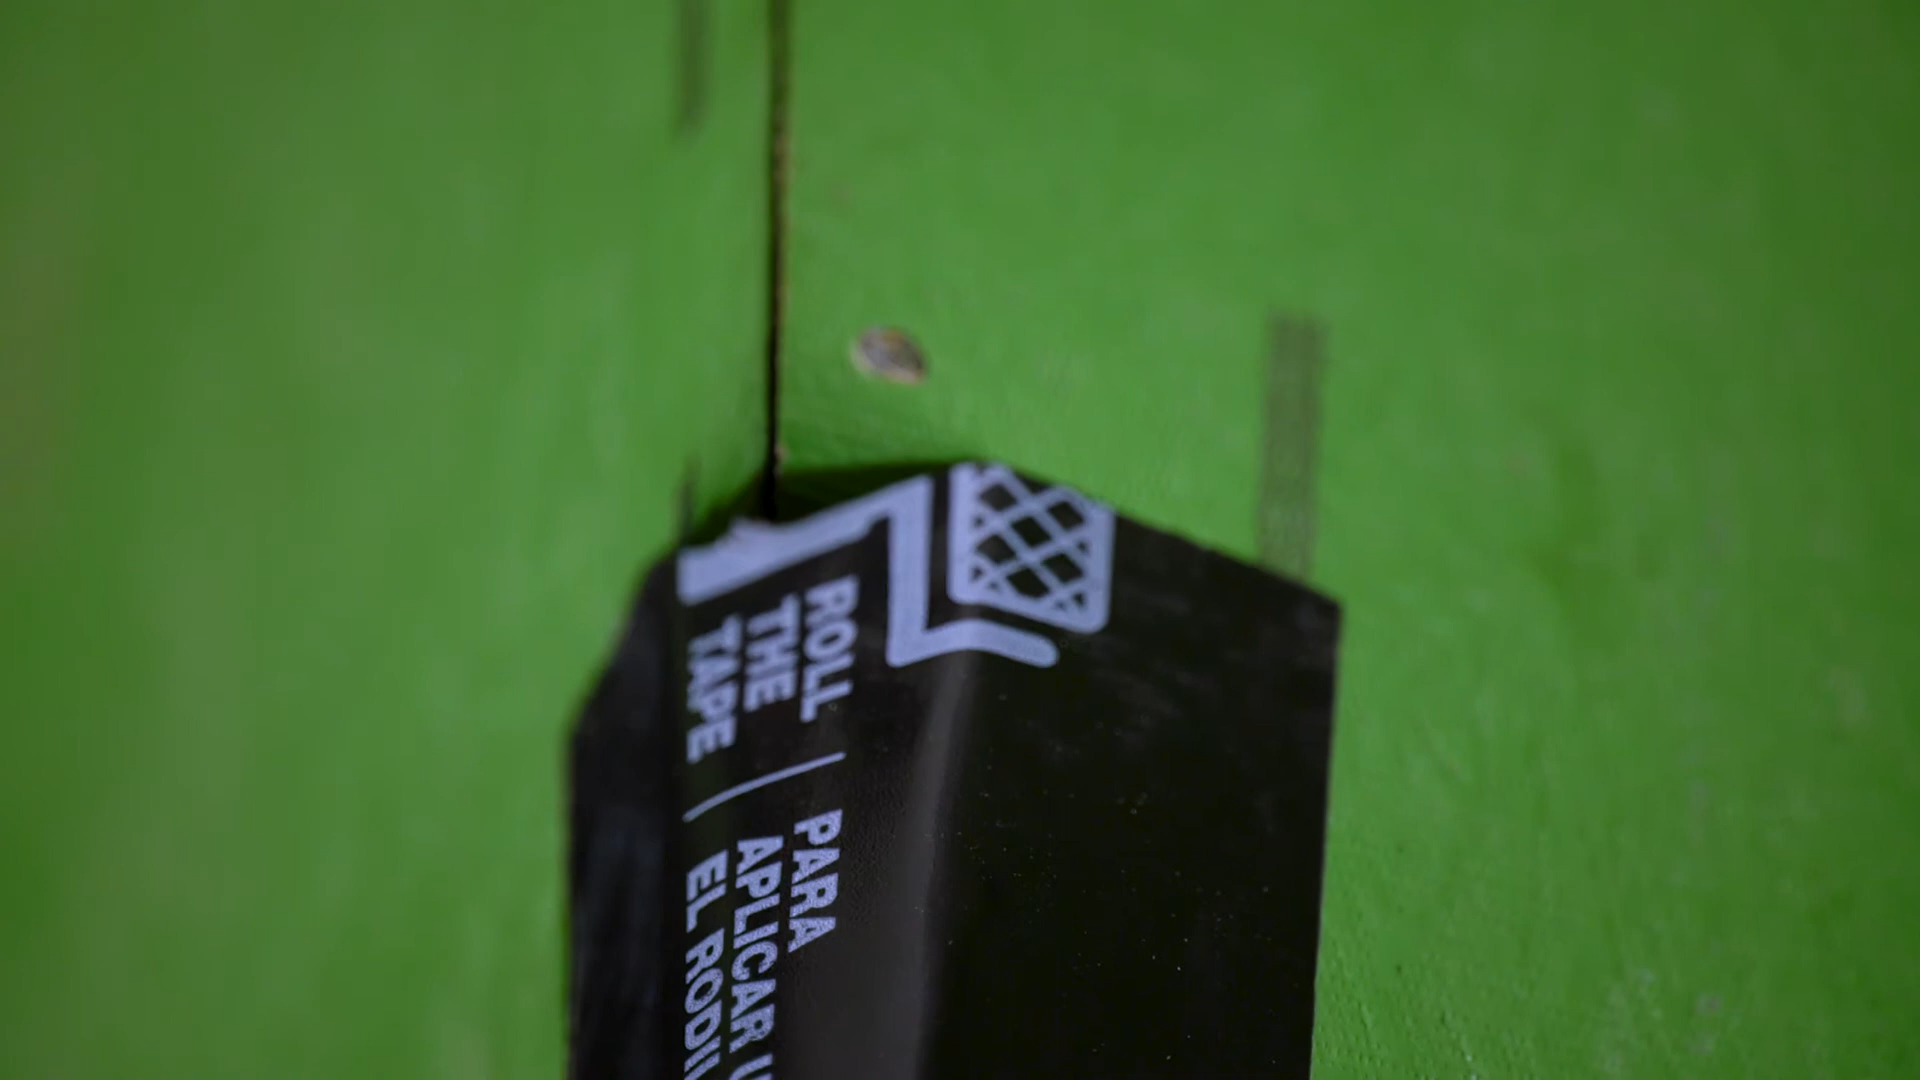 ROLL
THE
TAPE
PARA
APLICAR
EL